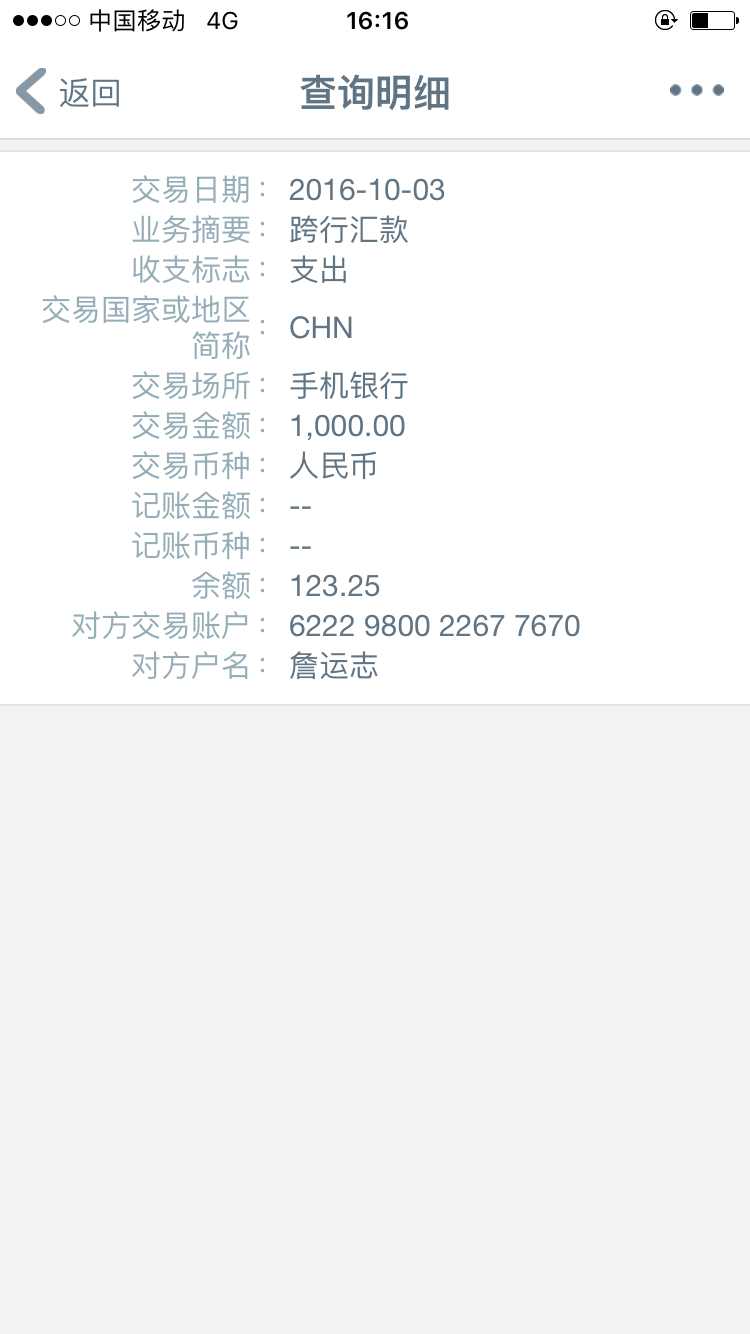 中国移动 4G 16:16
返回 查询明细
交易日期： 2016-10-03
业务摘要： 跨行汇款
收支标志： 支出
交易国家或地区
简称： CHN
交易场所： 手机银行
交易金额： 1,000.00
交易币种： 人民币
记账金额： --
记账币种： --
余额： 123.25
对方交易账户： 6222 9800 2267 7670
对方户名： 詹运志